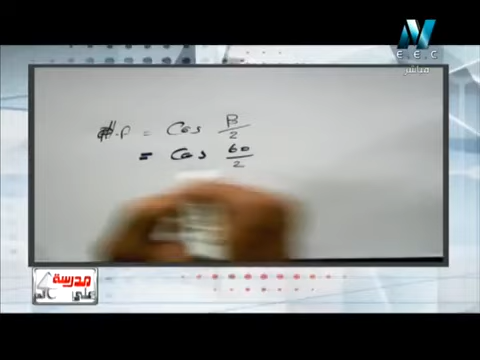 E.E.C
مباشر
.P = Cos B/2
= Cos 60/2
مدرسة
على